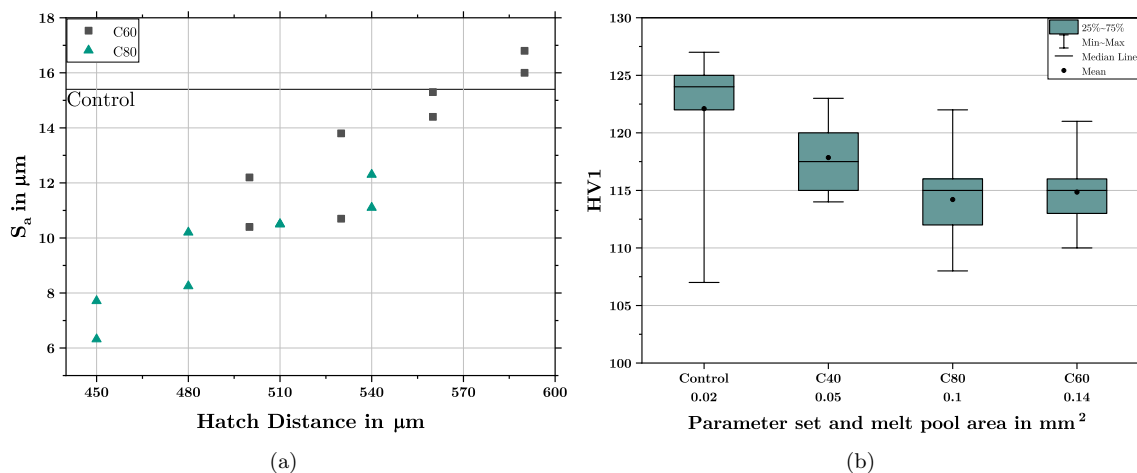 18
16
14
12
10
8
6
S_a in μm
C60
C80
Control
450
480
510
540
570
600
Hatch Distance in μm
(a)
130
125
120
115
110
105
100
HV1
25%~75%
Min~Max
Median Line
Mean
Control C40 C80 C60
0.02 0.05 0.1 0.14
Parameter set and melt pool area in mm²
(b)